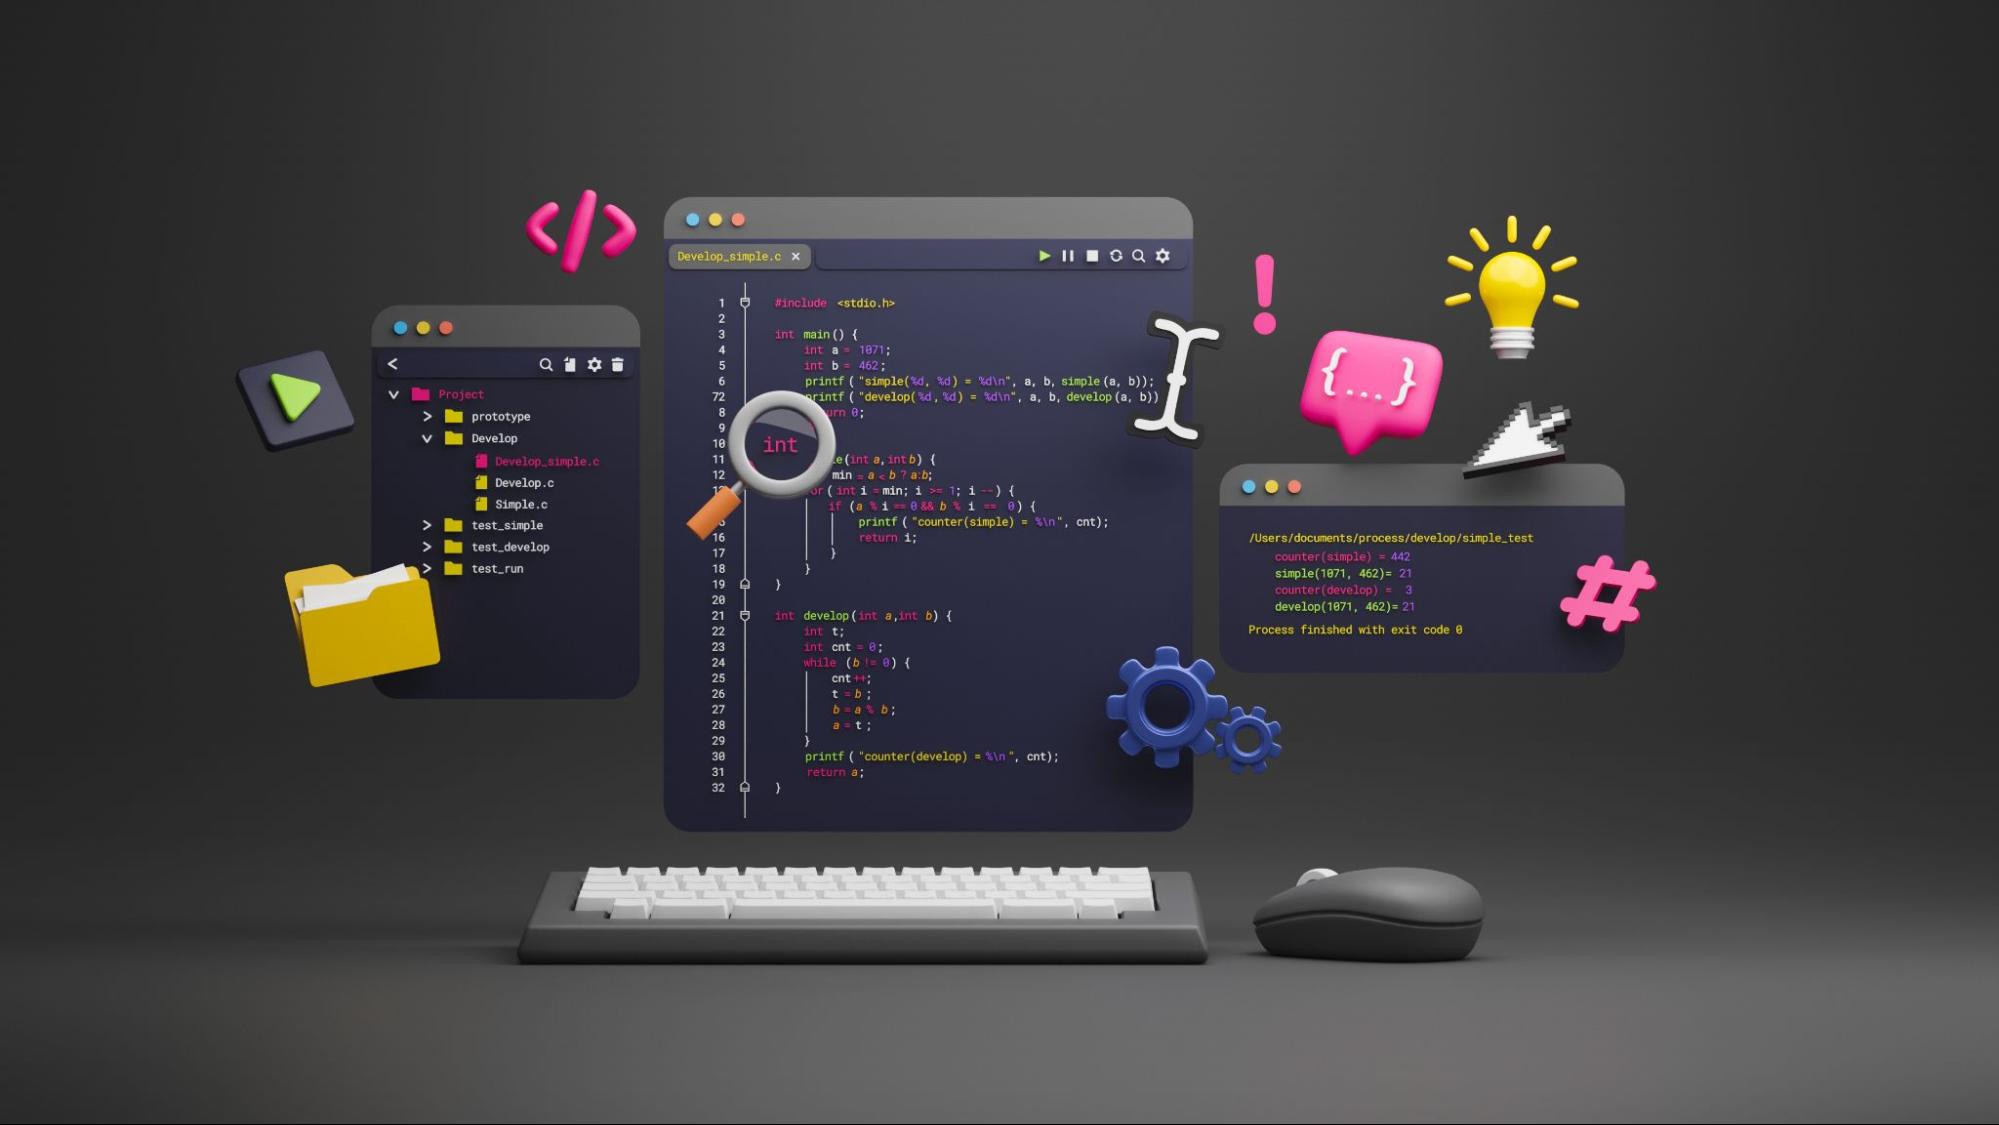 </>
Project
prototype
Develop
Develop_simple.c
Develop.c
Simple.c
test_simple
test_develop
test_run
Develop_simple.c ×
1 #include <stdio.h>
2
3 int main() {
4 int a = 1071;
5 int b = 462;
6 printf ("simple(%d, %d) = %d\n", a, b, simple (a, b));
72 printf ("develop(%d,%d) = %d\n", a, b, develop (a, b))
8 urn 0;
9
10 int
11 le(int a,int b) {
12 min = a < b ? a:b;
or ( int i = min; i >= 1; i --) {
if (a % i == 0 && b % i == 0) {
printf ( "counter(simple) = %\n", cnt);
16 return i;
17 }
18 }
19 }
20
21 int develop(int a,int b) {
22 int t;
23 int cnt = 0;
24 while (b != 0) {
25 cnt++;
26 t = b ;
27 b = a % b;
28 a = t ;
29 }
30 printf ( "counter(develop) = %\n ", cnt);
31 return a;
32 }
!
{...}
/Users/documents/process/develop/simple_test
counter(simple) = 442
simple(1071, 462)= 21
counter(develop) = 3
develop(1071, 462)= 21
Process finished with exit code 0
#